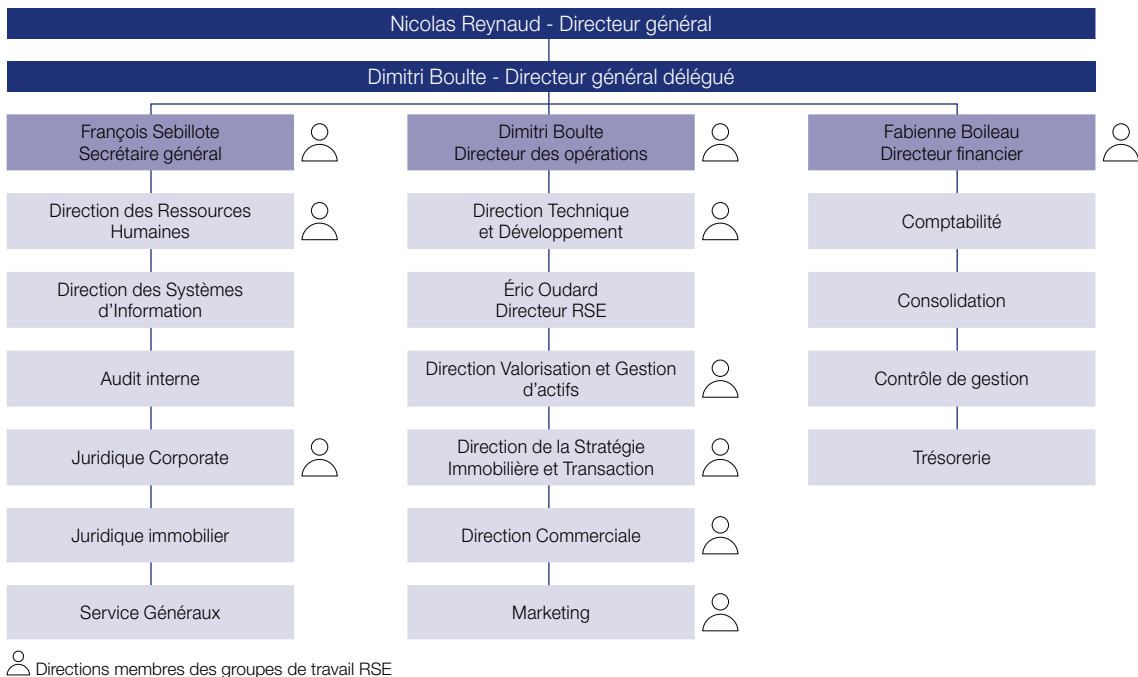 Nicolas Reynaud - Directeur général
Dimitri Boulte - Directeur général délégué
François Sebillote
Secrétaire général
Direction des Ressources
Humaines
Direction des Systèmes
d'Information
Audit interne
Juridique Corporate
Juridique immobilier
Service Généraux
Dimitri Boulte
Directeur des opérations
Direction Technique
et Développement
Éric Oudard
Directeur RSE
Direction Valorisation et Gestion
d'actifs
Direction de la Stratégie
Immobilière et Transaction
Direction Commerciale
Marketing
Fabienne Boileau
Directeur financier
Comptabilité
Consolidation
Contrôle de gestion
Trésorerie
Directions membres des groupes de travail RSE